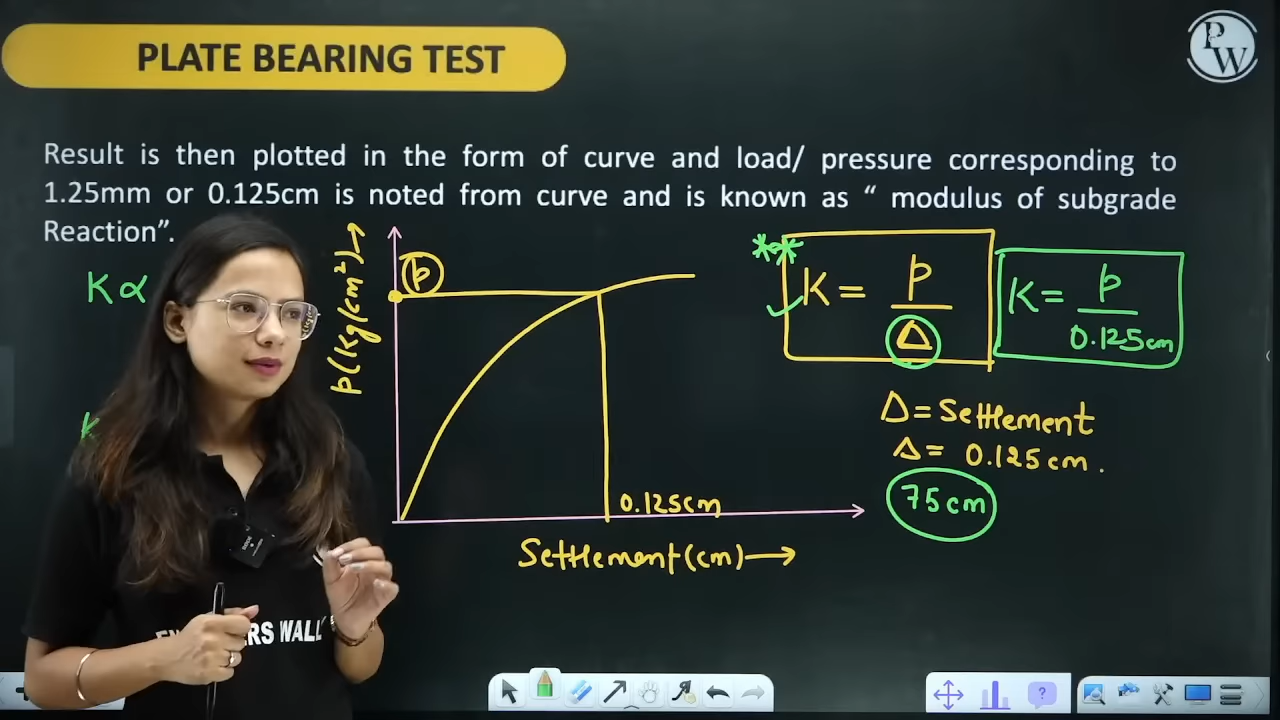 PLATE BEARING TEST
PW
Result is then plotted in the form of curve and load/ pressure corresponding to
1.25mm or 0.125cm is noted from curve and is known as “ modulus of subgrade
Reaction”.
K ∝
K
p(kg/cm²)→
p
0.125cm
Settlement(cm)→
K = p/Δ
K = p/0.125cm
Δ = Settlement
Δ = 0.125cm.
75cm
RS WALL
?